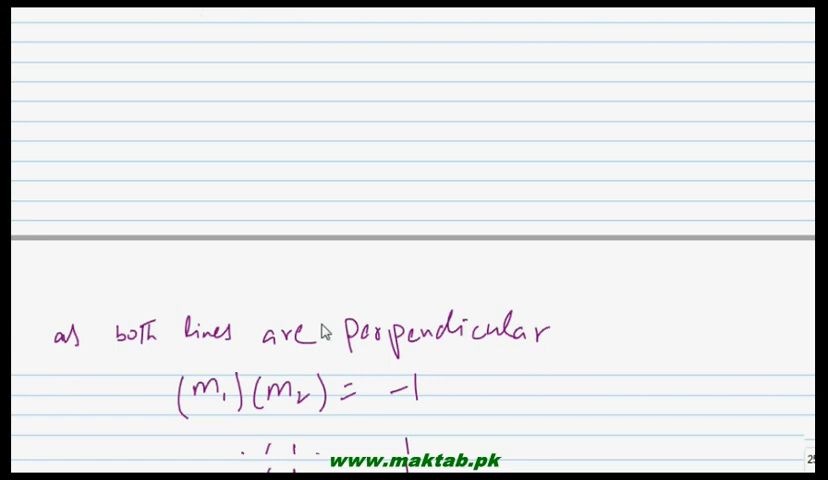 as both lines are perpendicular
(m₁)(m₂) = -1
www.maktab.pk